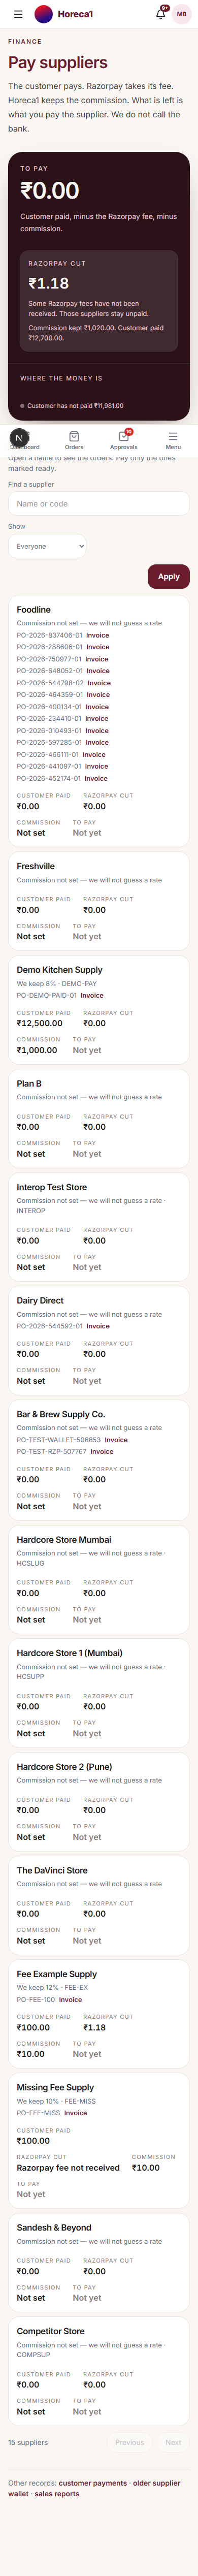 Horeca1
9+
MB
FINANCE
Pay suppliers
The customer pays. Razorpay takes its fee.
Horeca1 keeps the commission. What is left is
what you pay the supplier. We do not call the
bank.
TO PAY
₹0.00
Customer paid, minus the Razorpay fee, minus
commission.
RAZORPAY CUT
₹1.18
Some Razorpay fees have not been
received. Those suppliers stay unpaid.
Commission kept ₹1,020.00. Customer paid
₹12,700.00.
WHERE THE MONEY IS
Customer has not paid ₹11,981.00
N
Orders
10
Approvals
Menu
Open a name to see the orders. Pay only the ones
marked ready.
Find a supplier
Name or code
Show
Everyone
Apply
Foodline
Commission not set — we will not guess a rate
PO-2026-837406-01 Invoice
PO-2026-288606-01 Invoice
PO-2026-750977-01 Invoice
PO-2026-648052-01 Invoice
PO-2026-544798-02 Invoice
PO-2026-464359-01 Invoice
PO-2026-400134-01 Invoice
PO-2026-234410-01 Invoice
PO-2026-010493-01 Invoice
PO-2026-597285-01 Invoice
PO-2026-466111-01 Invoice
PO-2026-441097-01 Invoice
PO-2026-452174-01 Invoice
CUSTOMER PAID RAZORPAY CUT
₹0.00 ₹0.00
COMMISSION TO PAY
Not set Not yet
Freshville
Commission not set — we will not guess a rate
CUSTOMER PAID RAZORPAY CUT
₹0.00 ₹0.00
COMMISSION TO PAY
Not set Not yet
Demo Kitchen Supply
We keep 8% · DEMO-PAY
PO-DEMO-PAID-01 Invoice
CUSTOMER PAID RAZORPAY CUT
₹12,500.00 ₹0.00
COMMISSION TO PAY
₹1,000.00 Not yet
Plan B
Commission not set — we will not guess a rate
CUSTOMER PAID RAZORPAY CUT
₹0.00 ₹0.00
COMMISSION TO PAY
Not set Not yet
Interop Test Store
Commission not set — we will not guess a rate ·
INTEROP
CUSTOMER PAID RAZORPAY CUT
₹0.00 ₹0.00
COMMISSION TO PAY
Not set Not yet
Dairy Direct
Commission not set — we will not guess a rate
PO-2026-544592-01 Invoice
CUSTOMER PAID RAZORPAY CUT
₹0.00 ₹0.00
COMMISSION TO PAY
Not set Not yet
Bar & Brew Supply Co.
Commission not set — we will not guess a rate
PO-TEST-WALLET-506653 Invoice
PO-TEST-RZP-507767 Invoice
CUSTOMER PAID RAZORPAY CUT
₹0.00 ₹0.00
COMMISSION TO PAY
Not set Not yet
Hardcore Store Mumbai
Commission not set — we will not guess a rate ·
HCSLUG
CUSTOMER PAID RAZORPAY CUT
₹0.00 ₹0.00
COMMISSION TO PAY
Not set Not yet
Hardcore Store 1 (Mumbai)
Commission not set — we will not guess a rate ·
HCSUPP
CUSTOMER PAID RAZORPAY CUT
₹0.00 ₹0.00
COMMISSION TO PAY
Not set Not yet
Hardcore Store 2 (Pune)
Commission not set — we will not guess a rate
CUSTOMER PAID RAZORPAY CUT
₹0.00 ₹0.00
COMMISSION TO PAY
Not set Not yet
The DaVinci Store
Commission not set — we will not guess a rate
CUSTOMER PAID RAZORPAY CUT
₹0.00 ₹0.00
COMMISSION TO PAY
Not set Not yet
Fee Example Supply
We keep 12% · FEE-EX
PO-FEE-100 Invoice
CUSTOMER PAID RAZORPAY CUT
₹100.00 ₹1.18
COMMISSION TO PAY
₹10.00 Not yet
Missing Fee Supply
We keep 10% · FEE-MISS
PO-FEE-MISS Invoice
CUSTOMER PAID
₹100.00
RAZORPAY CUT COMMISSION
Razorpay fee not received ₹10.00
TO PAY
Not yet
Sandesh & Beyond
Commission not set — we will not guess a rate
CUSTOMER PAID RAZORPAY CUT
₹0.00 ₹0.00
COMMISSION TO PAY
Not set Not yet
Competitor Store
Commission not set — we will not guess a rate ·
COMPSUP
CUSTOMER PAID RAZORPAY CUT
₹0.00 ₹0.00
COMMISSION TO PAY
Not set Not yet
15 suppliers Previous Next
Other records: customer payments · older supplier
wallet · sales reports